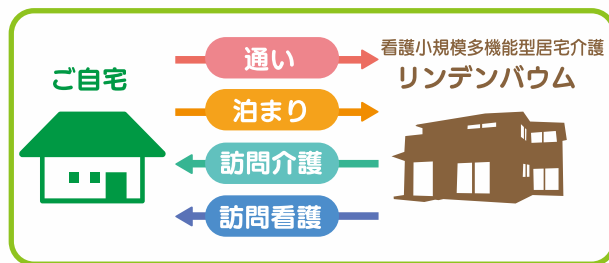 ご自宅
通い
泊まり
訪問介護
訪問看護
看護小規模多機能型居宅介護
リンデンバウム